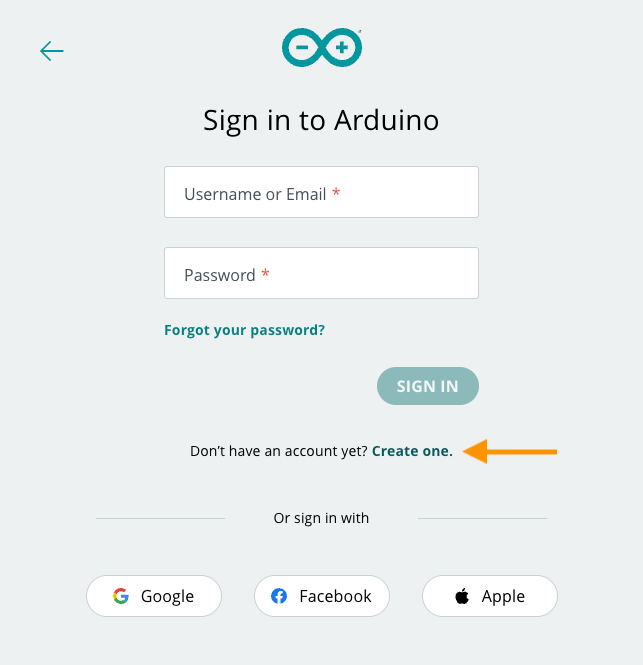 Sign in to Arduino
Username or Email *
Password *
Forgot your password?
SIGN IN
Don’t have an account yet? Create one.
Or sign in with
Google
Facebook
Apple